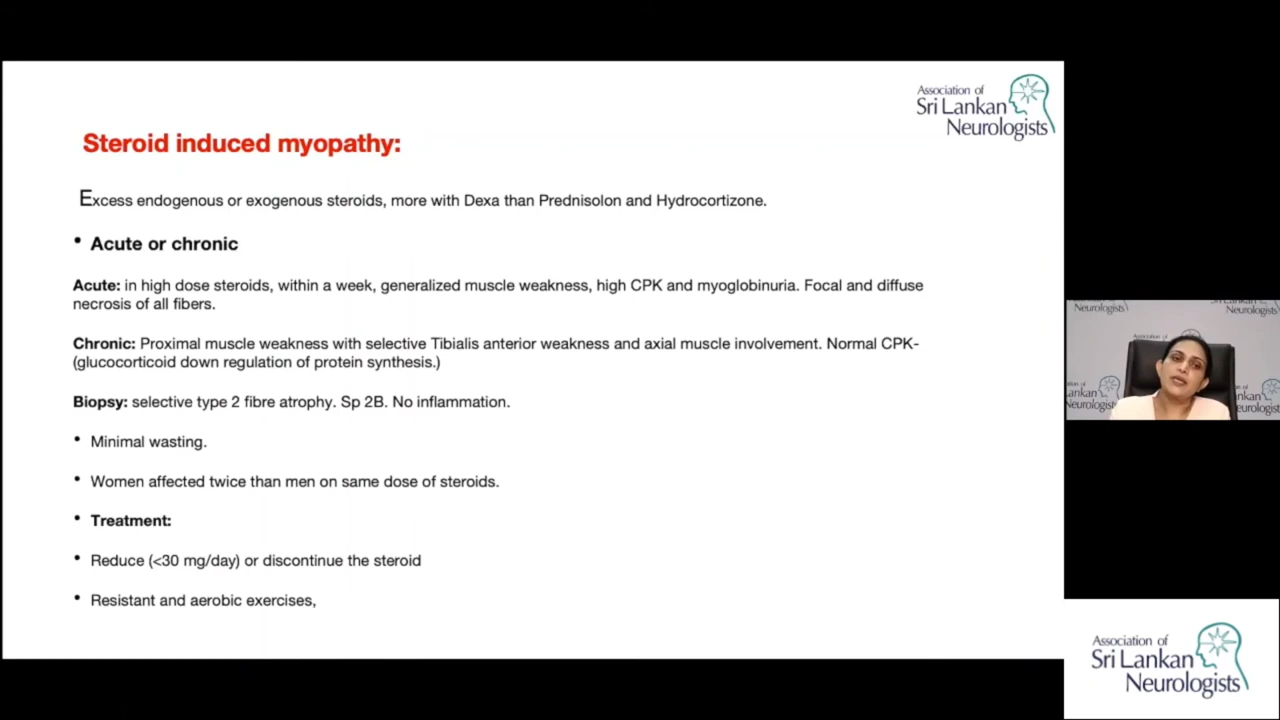 Association of
Sri Lankan
Neurologists
Steroid induced myopathy:
Excess endogenous or exogenous steroids, more with Dexa than Prednisolon and Hydrocortizone.
• Acute or chronic
Acute: in high dose steroids, within a week, generalized muscle weakness, high CPK and myoglobinuria. Focal and diffuse
necrosis of all fibers.
Chronic: Proximal muscle weakness with selective Tibialis anterior weakness and axial muscle involvement. Normal CPK-
(glucocorticoid down regulation of protein synthesis.)
Biopsy: selective type 2 fibre atrophy. Sp 2B. No inflammation.
• Minimal wasting.
• Women affected twice than men on same dose of steroids.
• Treatment:
• Reduce (<30 mg/day) or discontinue the steroid
• Resistant and aerobic exercises,
Neurologists
Neurologists
Association of
Neurologists
Association of
Sri Lankan
Neurologists